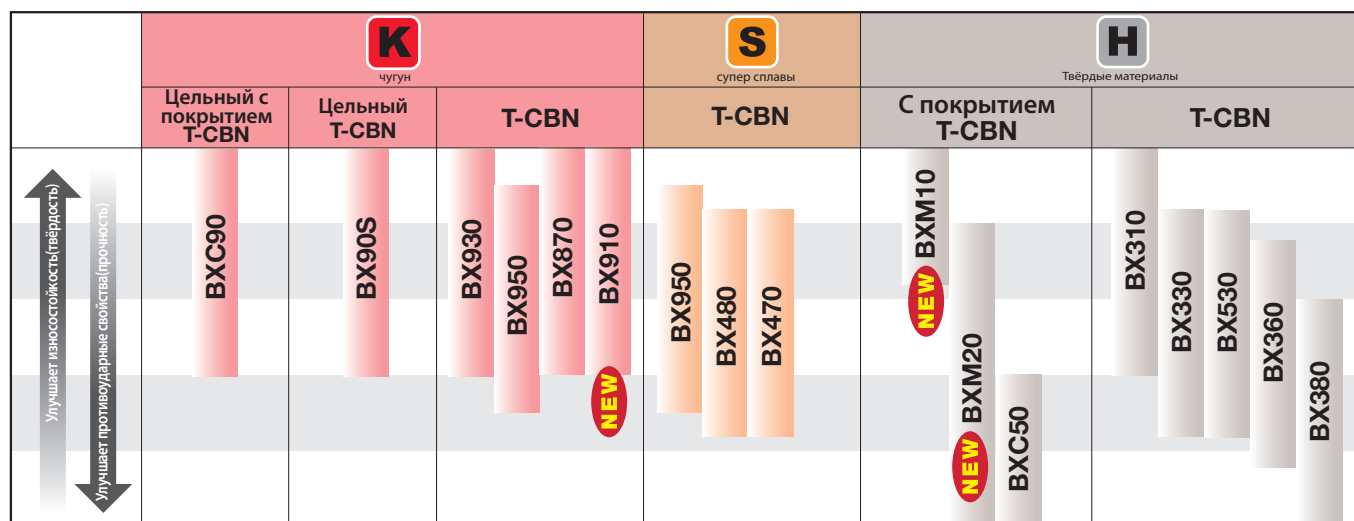 K
чугун
S
супер сплавы
H
Твёрдые материалы
Цельный с
покрытием
T-CBN
Цельный
T-CBN
T-CBN
T-CBN
С покрытием
T-CBN
T-CBN
Улучшает износостойкость(твёрдость)
Улучшает противоударные свойства(прочность)
BXC90
BX90S
BX930
BX950
BX870
BX910
NEW
BX950
BX480
BX470
BXM10
NEW
BXM20
NEW
BXC50
BX310
BX330
BX530
BX360
BX380